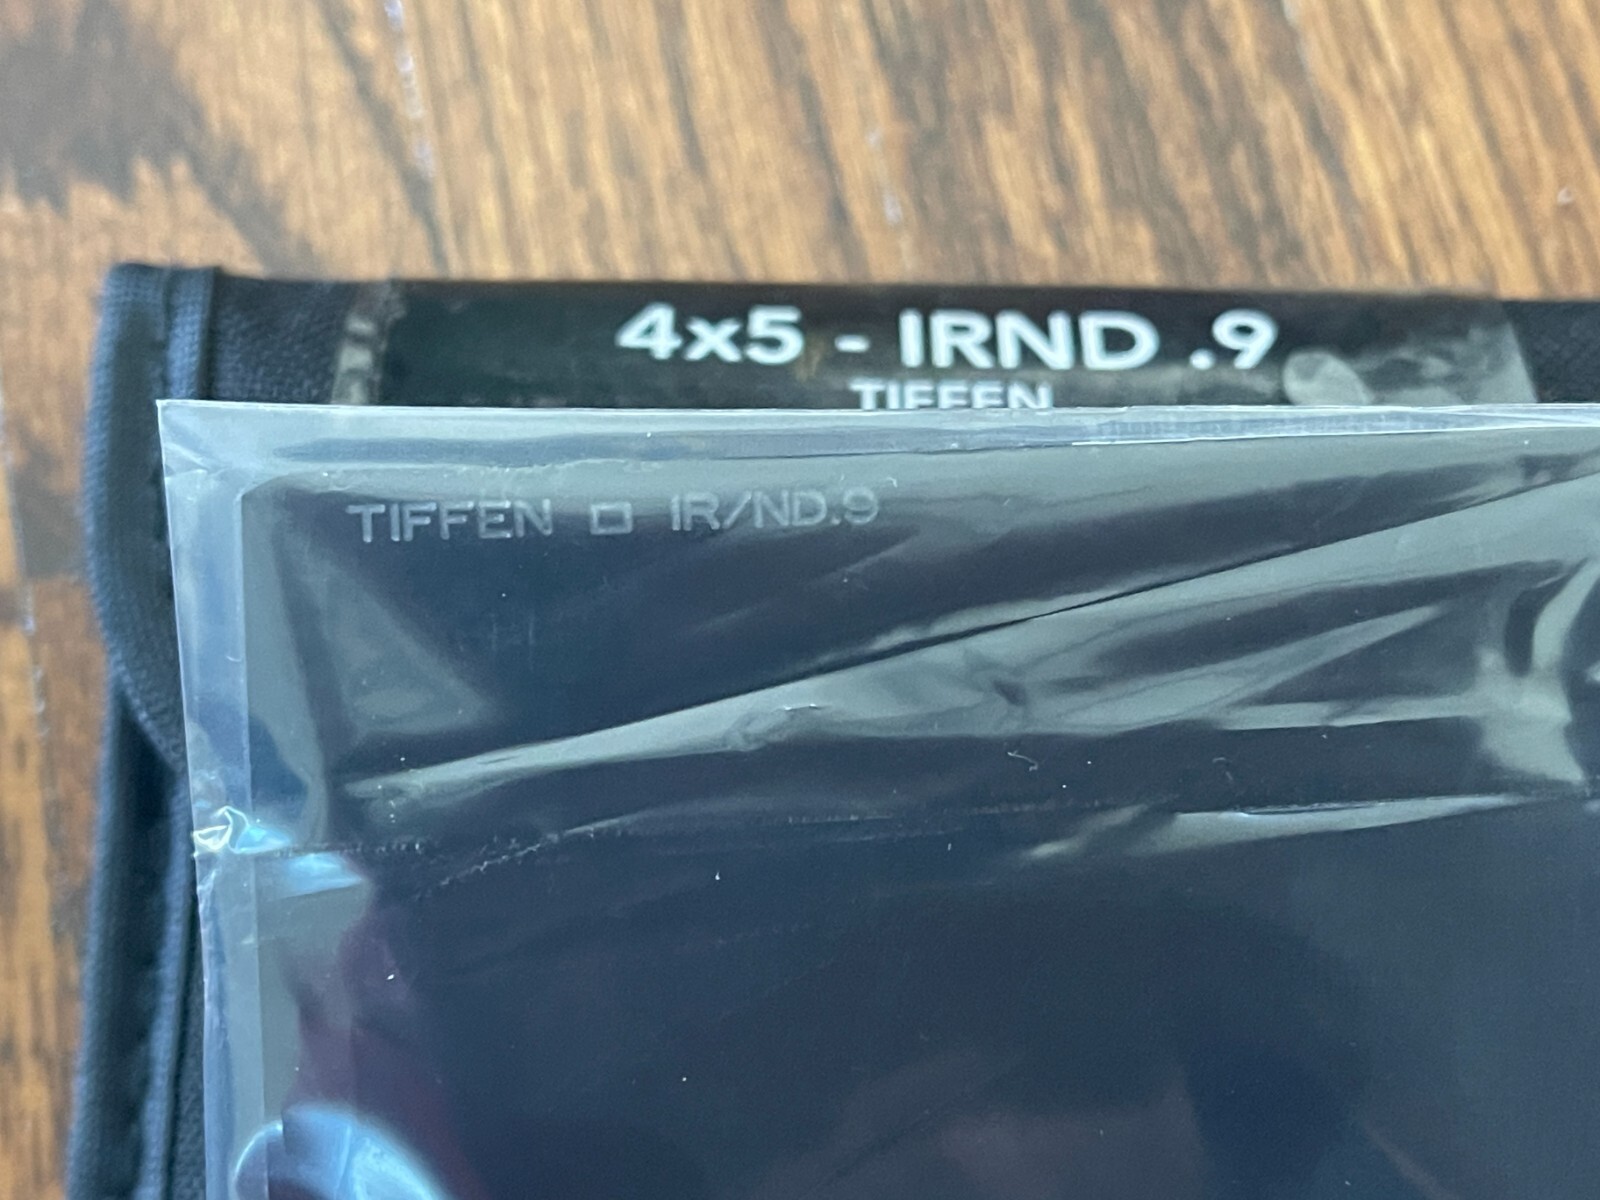 4x5 - IRND .9
TIFFEN
TIFFEN □ IR/ND.9